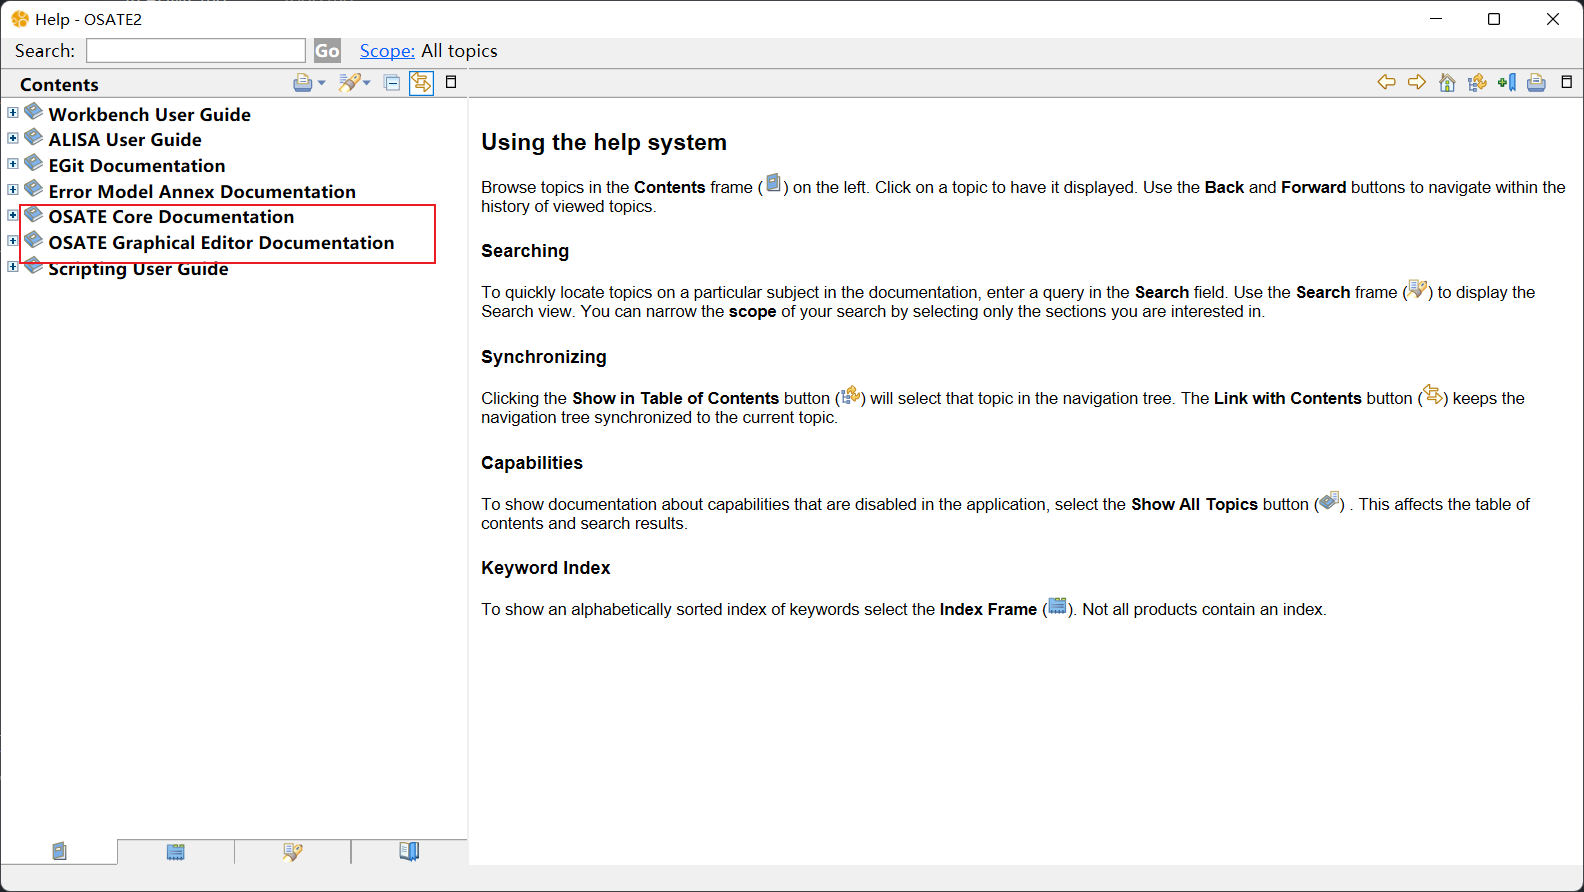 Help - OSATE2
Search:
Go
Scope: All topics
Contents
Workbench User Guide
ALISA User Guide
EGit Documentation
Error Model Annex Documentation
OSATE Core Documentation
OSATE Graphical Editor Documentation
Scripting User Guide
Using the help system
Browse topics in the Contents frame ( ) on the left. Click on a topic to have it displayed. Use the Back and Forward buttons to navigate within the
history of viewed topics.
Searching
To quickly locate topics on a particular subject in the documentation, enter a query in the Search field. Use the Search frame ( ) to display the
Search view. You can narrow the scope of your search by selecting only the sections you are interested in.
Synchronizing
Clicking the Show in Table of Contents button ( ) will select that topic in the navigation tree. The Link with Contents button ( ) keeps the
navigation tree synchronized to the current topic.
Capabilities
To show documentation about capabilities that are disabled in the application, select the Show All Topics button ( ) . This affects the table of
contents and search results.
Keyword Index
To show an alphabetically sorted index of keywords select the Index Frame ( ). Not all products contain an index.